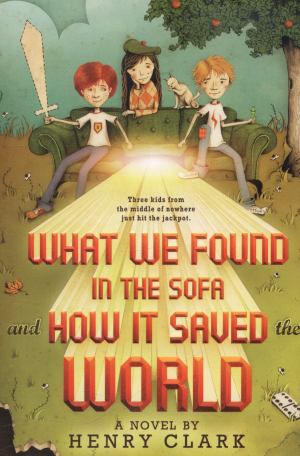 Three kids from
the middle of nowhere
just hit the jackpot.
WHAT WE FOUND
IN THE SOFA
and HOW IT SAVED the
WORLD
A NOVEL BY
HENRY CLARK